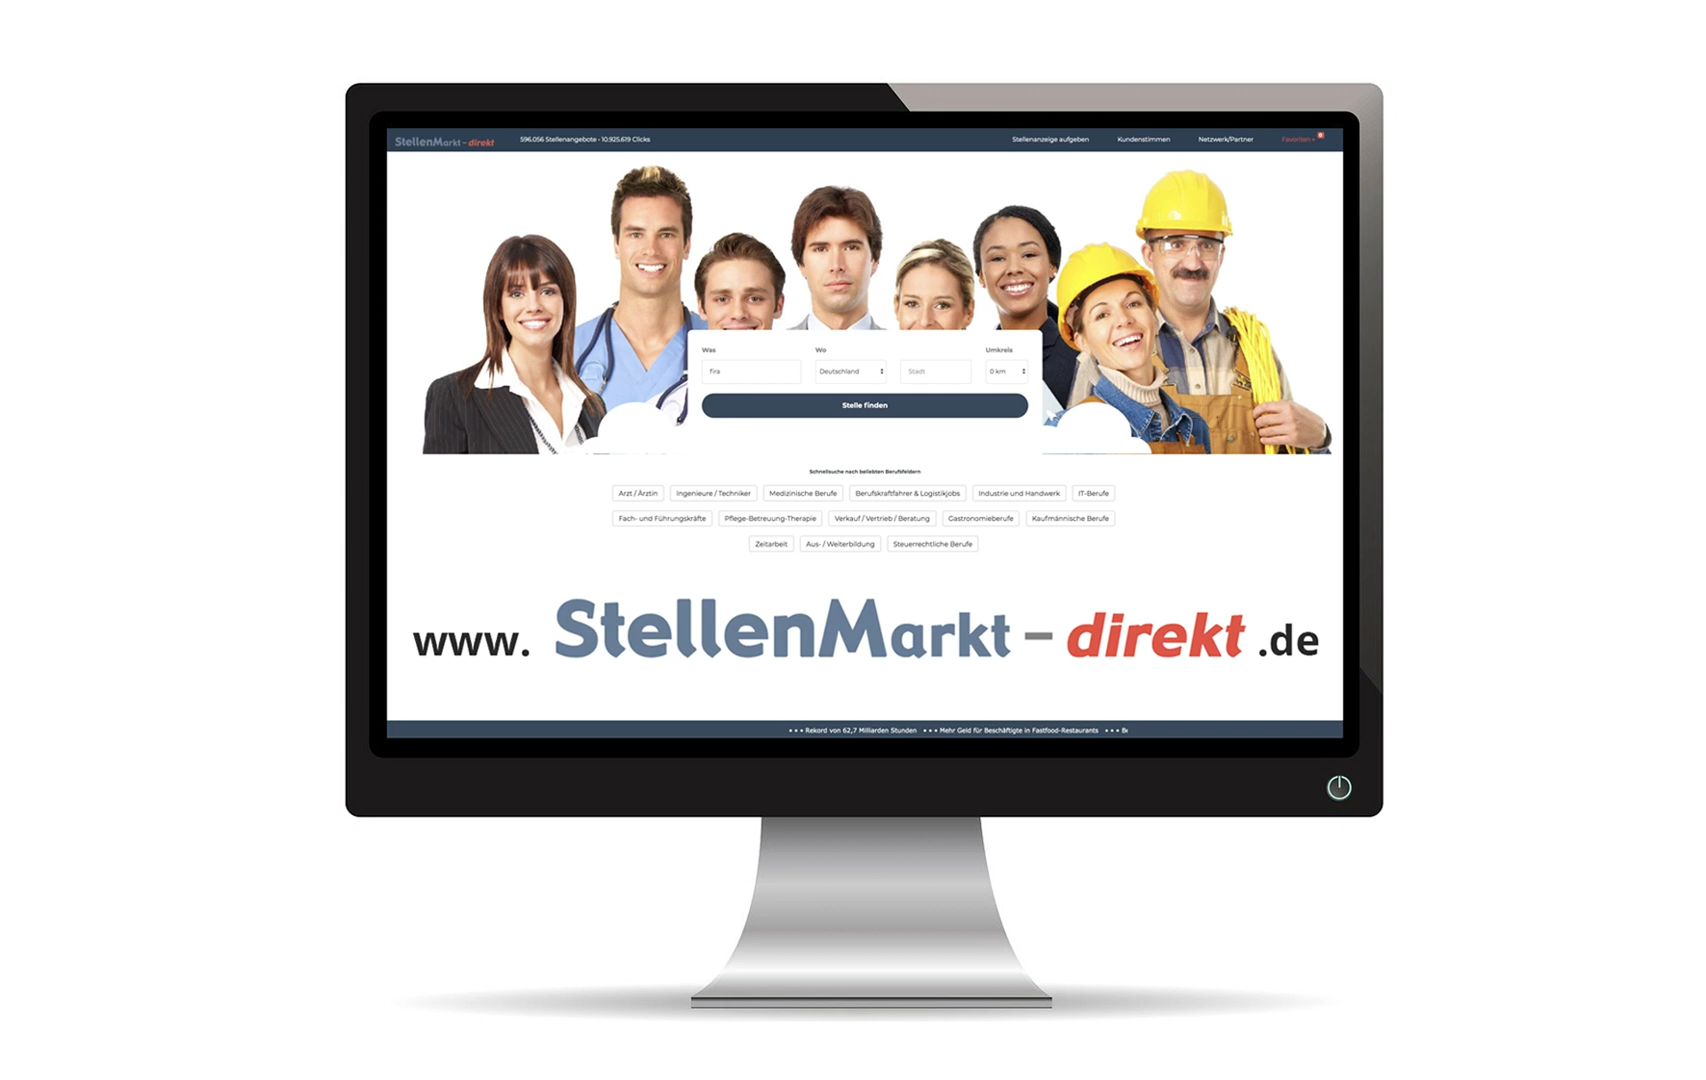 StellenMarkt-direkt 596.056 Stellenangebote • 10.925.619 Clicks Stellenanzeige aufgeben Kundenstimmen Netzwerk/Partner Favoriten
Was Wo Umkreis
fira Deutschland Stadt 0 km
Stelle finden
Schnellsuche nach beliebten Berufsfeldern
Arzt / Ärztin Ingenieure / Techniker Medizinische Berufe Berufskraftfahrer & Logistikjobs Industrie und Handwerk IT-Berufe
Fach- und Führungskräfte Pflege-Betreuung-Therapie Verkauf / Vertrieb / Beratung Gastronomieberufe Kaufmännische Berufe
Zeitarbeit Aus- / Weiterbildung Steuerrechtliche Berufe
www. StellenMarkt-direkt .de
• • • Rekord von 62,7 Milliarden Stunden • • • Mehr Geld für Beschäftigte in Fastfood-Restaurants • • • Be